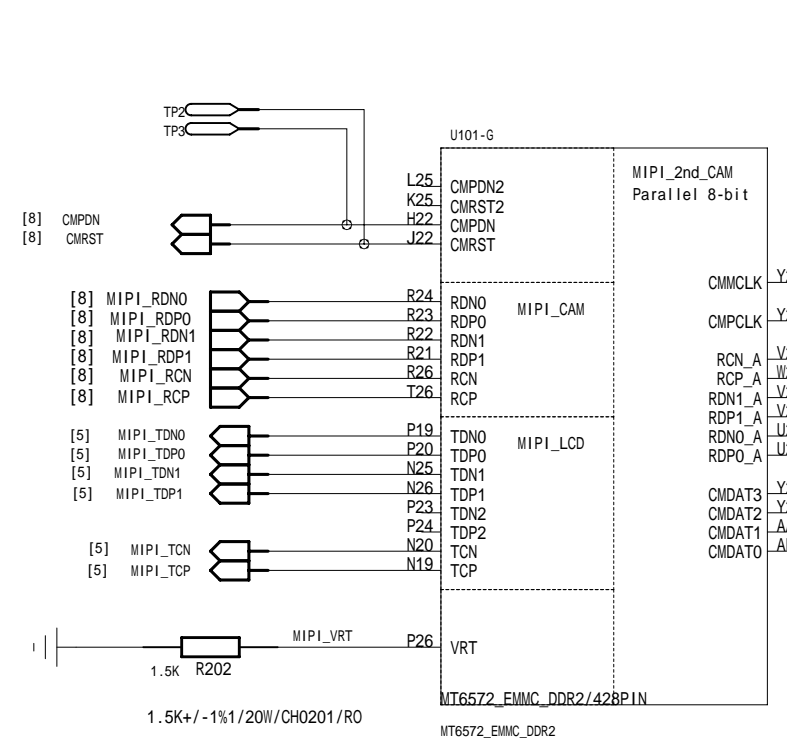 TP2
TP3
U101-G
MIPI_2nd_CAM
Parallel 8-bit
L25 CMPDN2
K25 CMRST2
[8] CMPDN H22 CMPDN
[8] CMRST J22 CMRST
CMMCLK
[8] MIPI_RDN0 R24 RDN0 MIPI_CAM
[8] MIPI_RDP0 R23 RDP0 CMPCLK
[8] MIPI_RDN1 R22 RDN1
[8] MIPI_RDP1 R21 RDP1 RCN_A
[8] MIPI_RCN R26 RCN RCP_A
[8] MIPI_RCP T26 RCP RDN1_A
RDP1_A
[5] MIPI_TDN0 P19 TDN0 MIPI_LCD RDN0_A
[5] MIPI_TDP0 P20 TDP0 RDP0_A
[5] MIPI_TDN1 N25 TDN1
[5] MIPI_TDP1 N26 TDP1 CMDAT3
P23 TDN2 CMDAT2
P24 TDP2 CMDAT1
[5] MIPI_TCN N20 TCN CMDAT0
[5] MIPI_TCP N19 TCP
MIPI_VRT P26 VRT
1.5K R202
MT6572_EMMC_DDR2/428PIN
1.5K+/-1%1/20W/CH0201/RO
MT6572_EMMC_DDR2